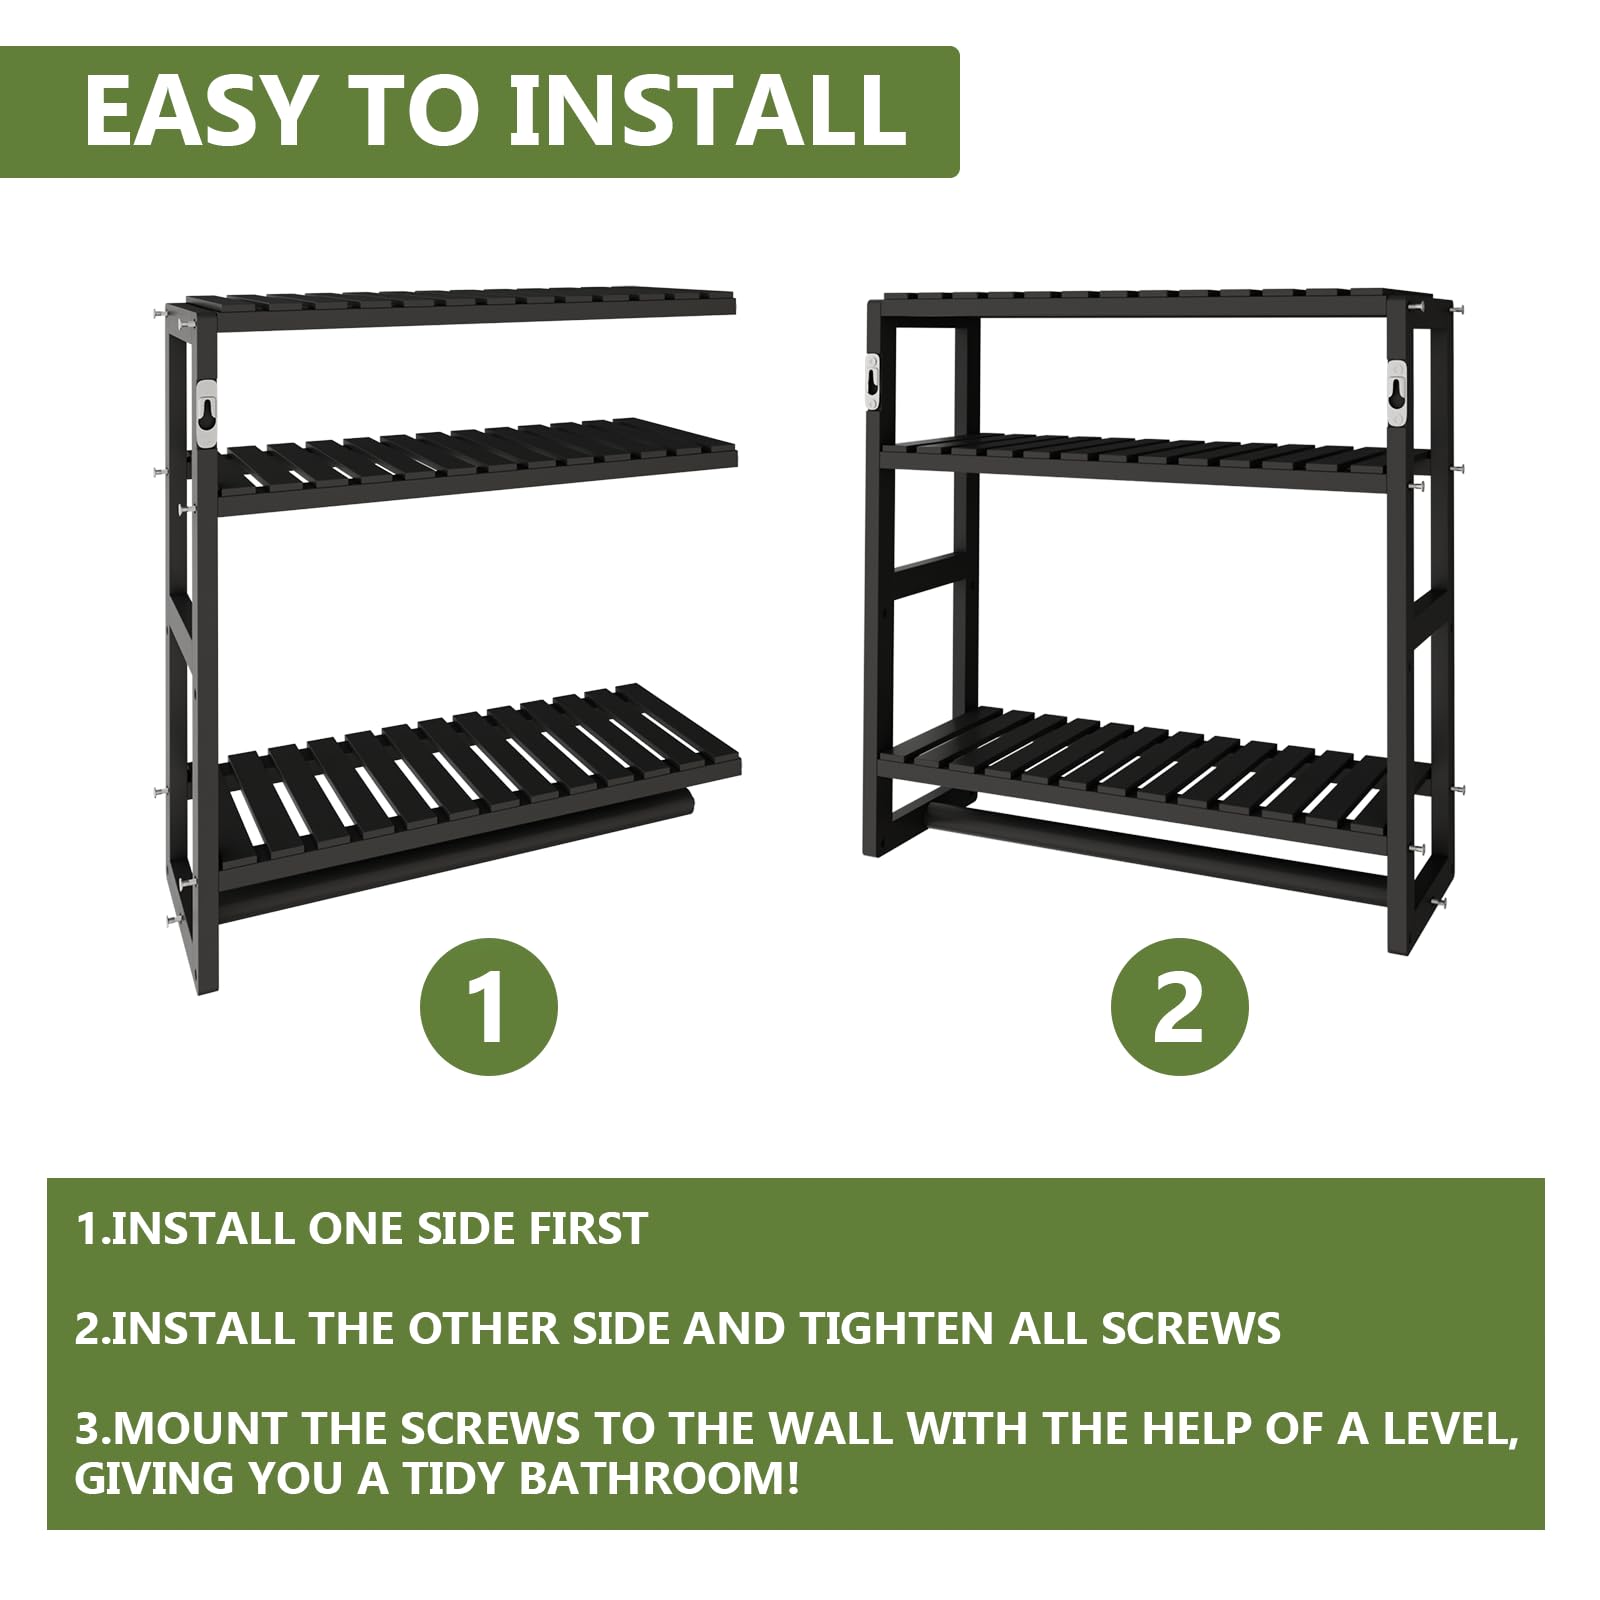 EASY TO INSTALL
1
2
1.INSTALL ONE SIDE FIRST
2.INSTALL THE OTHER SIDE AND TIGHTEN ALL SCREWS
3.MOUNT THE SCREWS TO THE WALL WITH THE HELP OF A LEVEL,
GIVING YOU A TIDY BATHROOM!